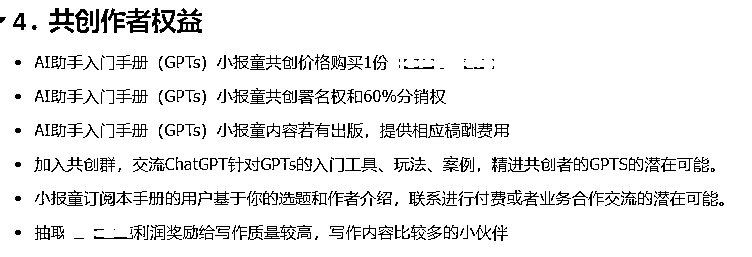 4. 共创作者权益
AI助手入门手册（GPTs）小报童共创价格购买1份
AI助手入门手册（GPTs）小报童共创署名权和60%分销权
AI助手入门手册（GPTs）小报童内容若有出版，提供相应稿酬费用
加入共创群，交流ChatGPT针对GPTs的入门工具、玩法、案例，精进共创者的GPTS的潜在可能。
小报童订阅本手册的用户基于你的选题和作者介绍，联系进行付费或者业务合作交流的潜在可能。
抽取利润奖励给写作质量较高，写作内容比较多的小伙伴